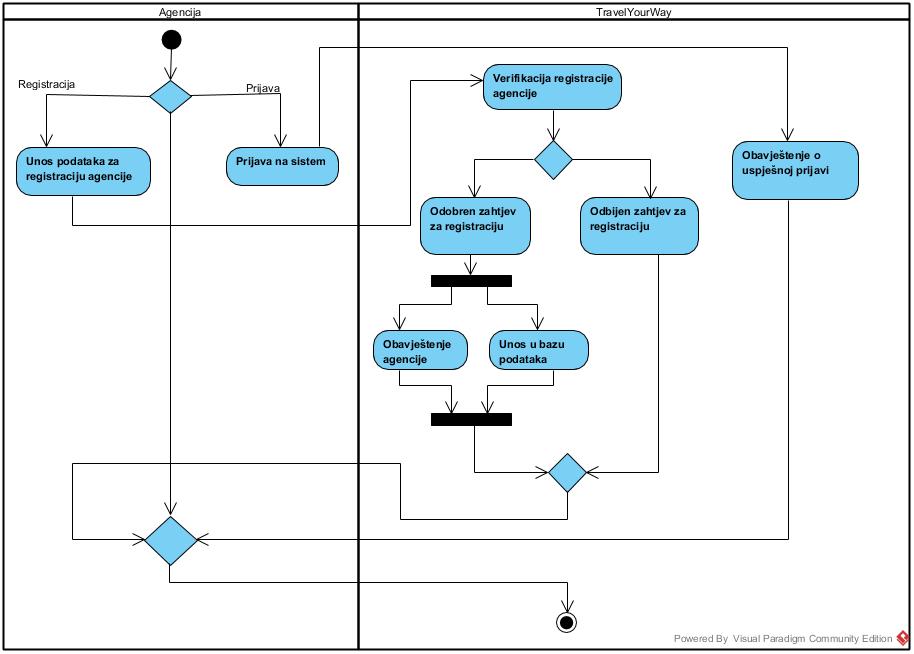 Agencija
TravelYourWay
Registracija
Prijava
Unos podataka za
registraciju agencije
Prijava na sistem
Verifikacija registracije
agencije
Obavještenje o
uspješnoj prijavi
Odobren zahtjev
za registraciju
Odbijen zahtjev za
registraciju
Obavještenje
agencije
Unos u bazu
podataka
Powered By Visual Paradigm Community Edition